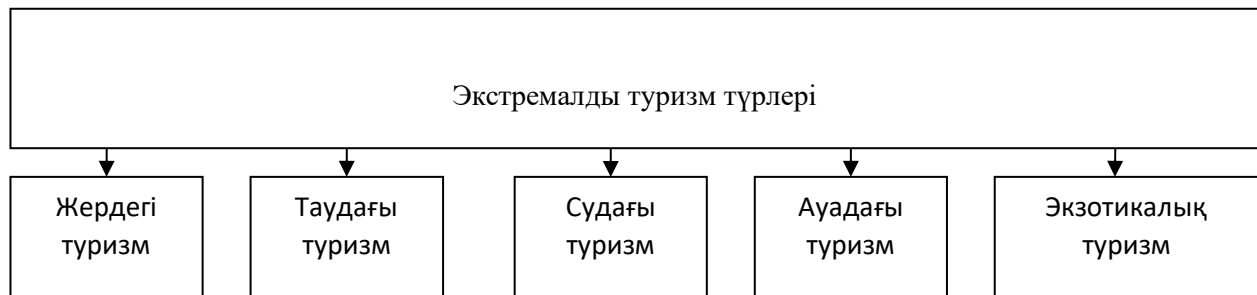 Экстремалды туризм түрлері
Жердегі
туризм
Таудағы
туризм
Судағы
туризм
Ауадағы
туризм
Экзотикалық
туризм